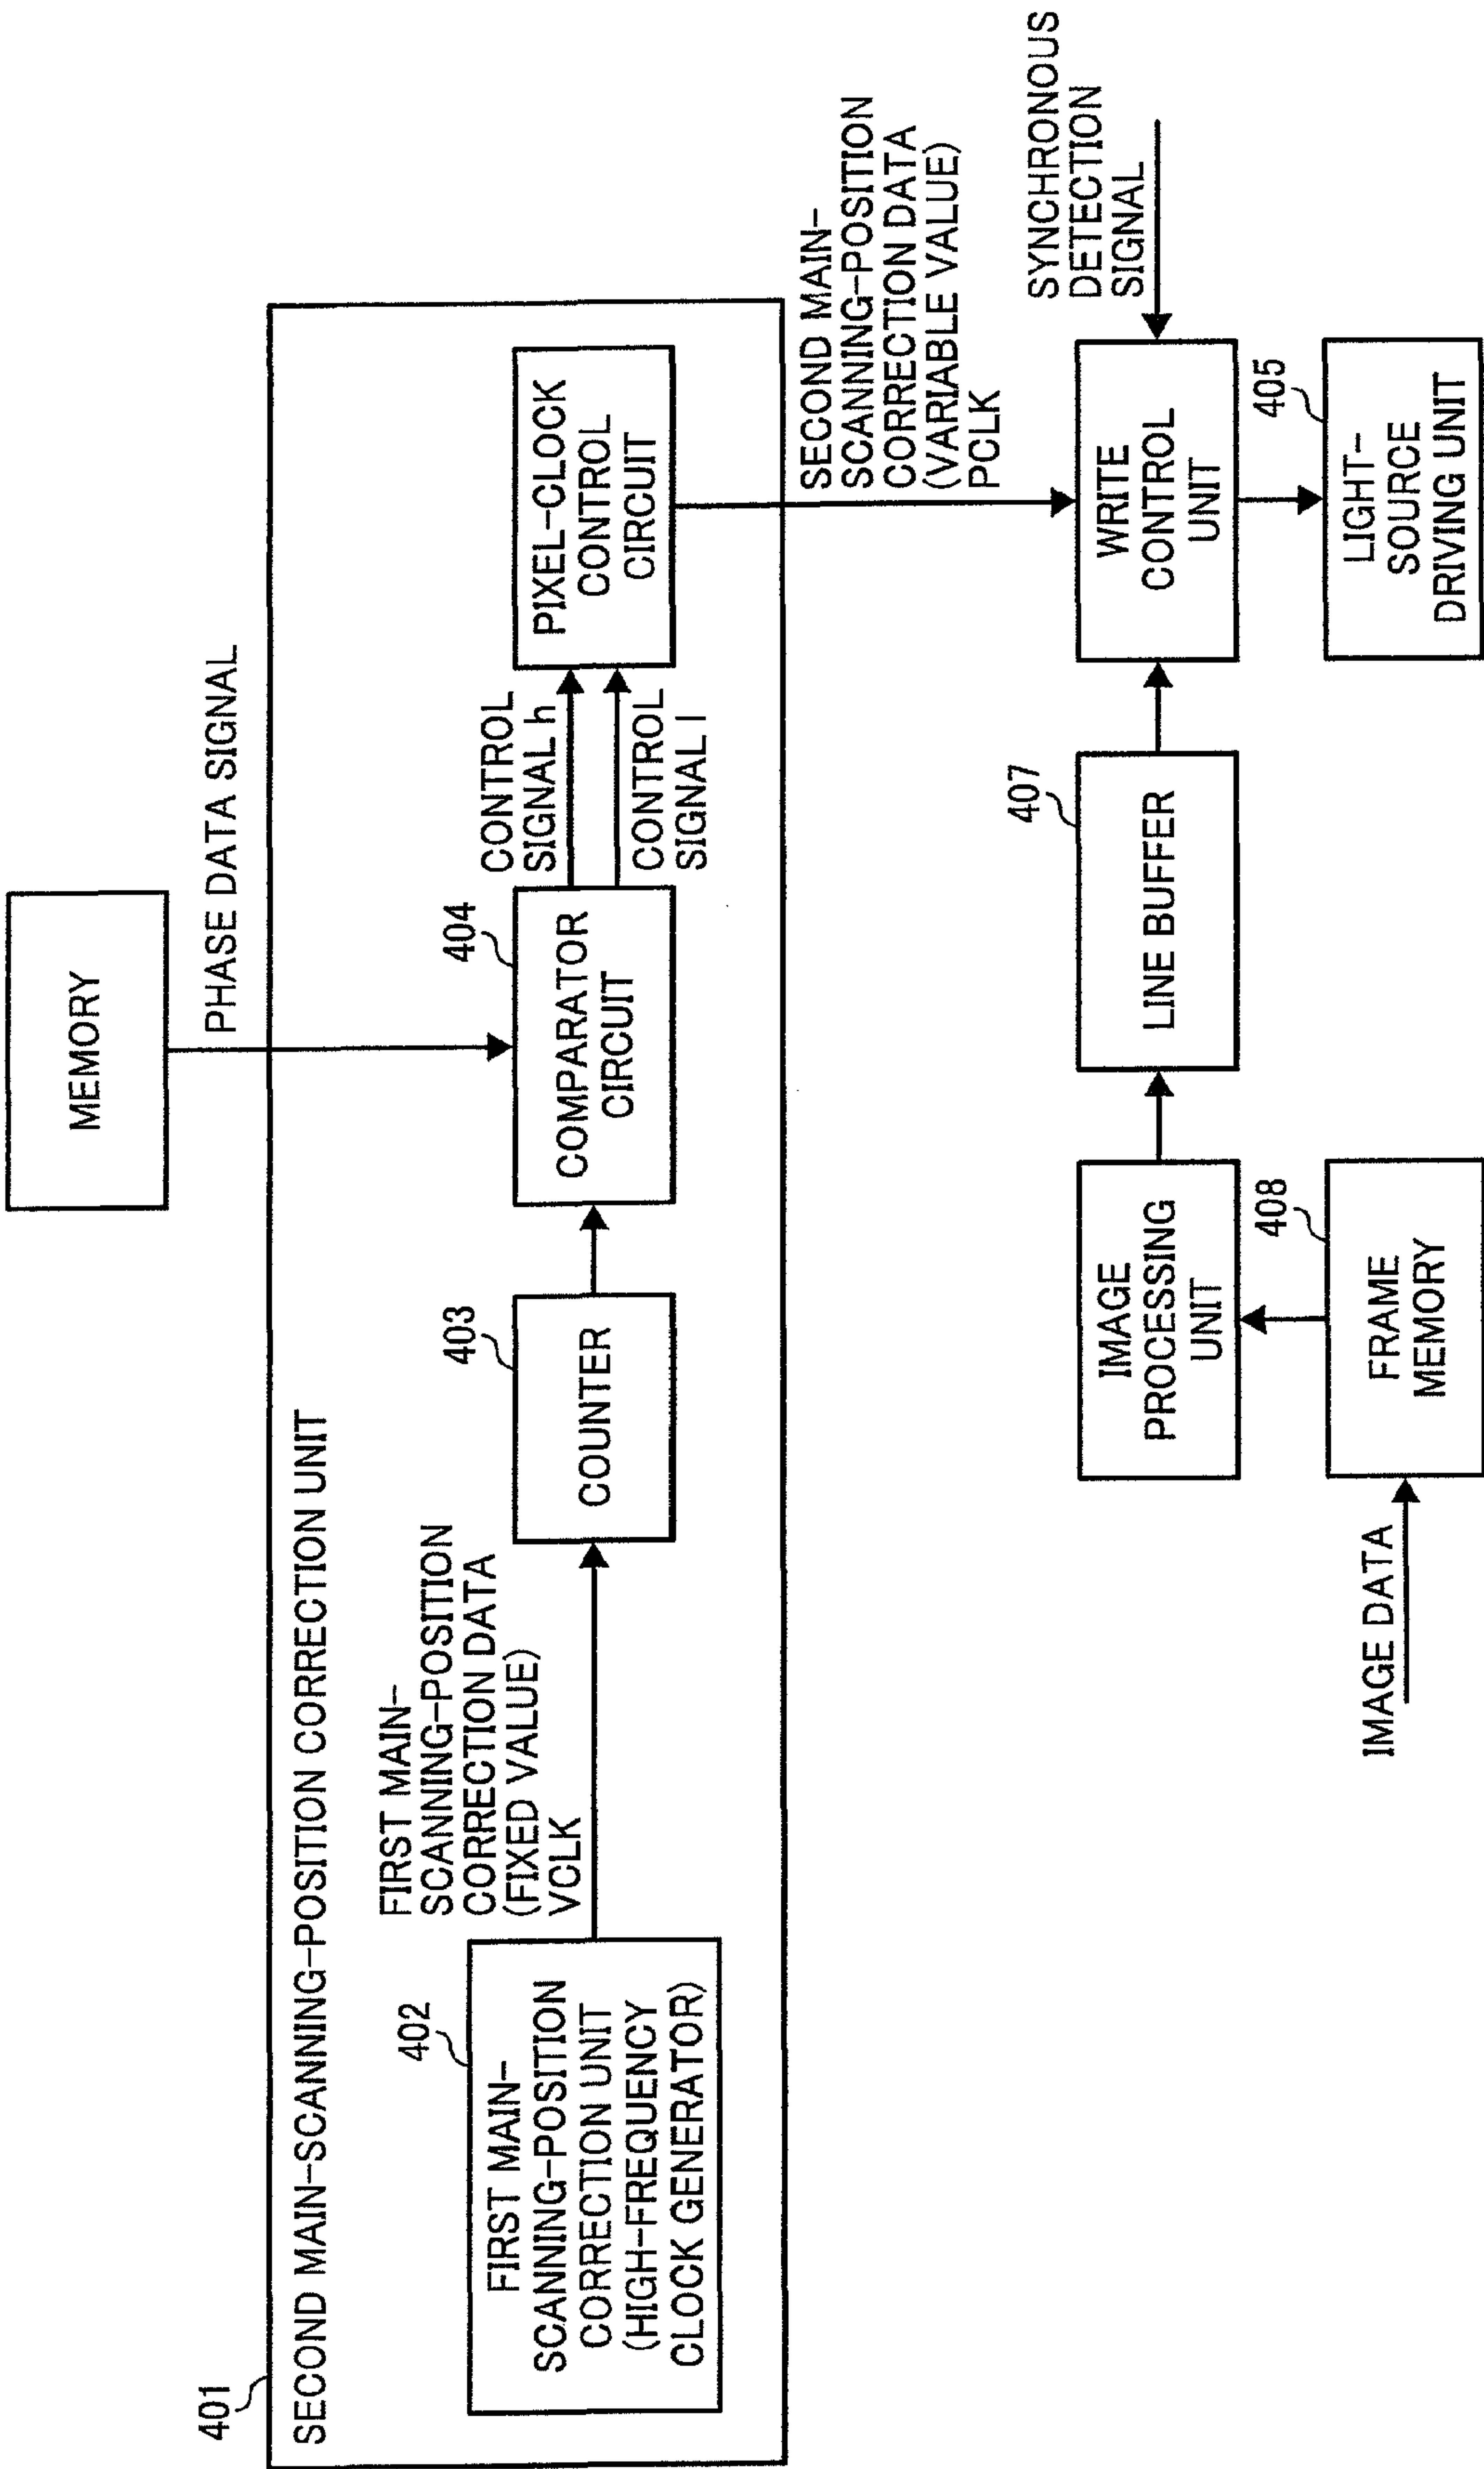 MEMORY
PHASE DATA SIGNAL
401
SECOND MAIN-SCANNING-POSITION CORRECTION UNIT
402
FIRST MAIN-
SCANNING-POSITION
CORRECTION UNIT
(HIGH-FREQUENCY
CLOCK GENERATOR)
FIRST MAIN-
SCANNING-POSITION
CORRECTION DATA
(FIXED VALUE)
VCLK
403
COUNTER
404
COMPARATOR
CIRCUIT
CONTROL
SIGNAL h
CONTROL
SIGNAL l
PIXEL-CLOCK
CONTROL
CIRCUIT
SECOND MAIN-
SCANNING-POSITION
CORRECTION DATA
(VARIABLE VALUE)
PCLK
SYNCHRONOUS
DETECTION
SIGNAL
IMAGE
PROCESSING
UNIT
407
LINE BUFFER
WRITE
CONTROL
UNIT
IMAGE DATA
408
FRAME
MEMORY
405
LIGHT-
SOURCE
DRIVING UNIT